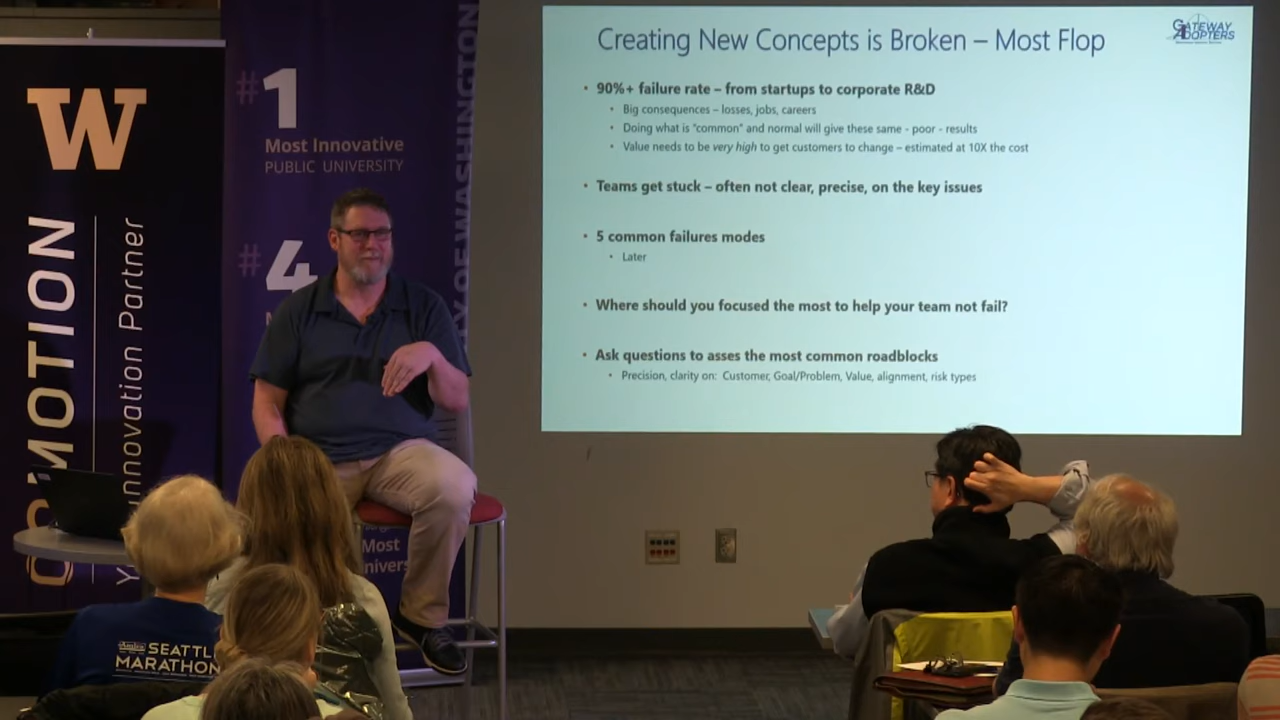 W
COMOTION
Innovation Partner
#1
Most Innovative
PUBLIC UNIVERSITY
#4
OF WASHINGTON
Most
SEATTL
MARATHON
GATEWAY
ADOPTERS
Creating New Concepts is Broken – Most Flop
• 90%+ failure rate – from startups to corporate R&D
• Big consequences – losses, jobs, careers
• Doing what is "common" and normal will give these same - poor - results
• Value needs to be very high to get customers to change – estimated at 10X the cost
• Teams get stuck – often not clear, precise, on the key issues
• 5 common failures modes
• Later
• Where should you focused the most to help your team not fail?
• Ask questions to asses the most common roadblocks
• Precision, clarity on: Customer, Goal/Problem, Value, alignment, risk types